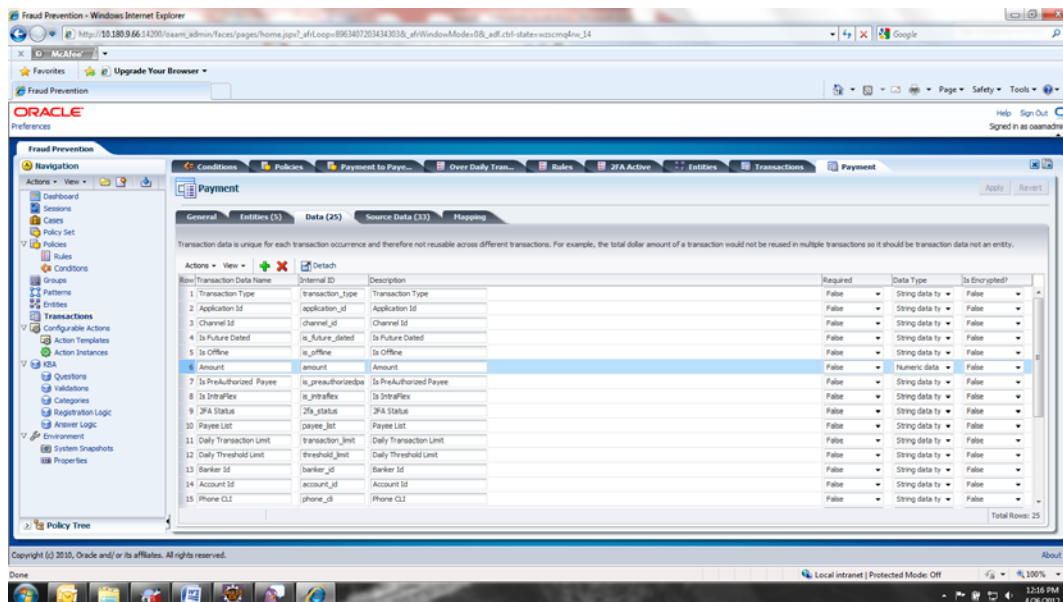 Fraud Prevention - Windows Internet Explorer
http://10.180.9.66:14200/oaam_admin/faces/pages/home.jspx?_afrLoop=8963407203434303&_afrWindowMode=0&_adf.ctrl-state=wzscmq4rw_14
Google
McAfee
Favorites Upgrade Your Browser
Fraud Prevention
Page Safety Tools
ORACLE
Help Sign Out
Preferences
Signed in as oaamadmi
Fraud Prevention
Navigation
Conditions Policies Payment to Paye... Over Daily Tran... Rules 2FA Active Entities Transactions Payment
Actions View
Dashboard
Sessions
Cases
Policy Set
Policies
Rules
Conditions
Groups
Patterns
Entities
Transactions
Configurable Actions
Action Templates
Action Instances
KBA
Questions
Validations
Categories
Registration Logic
Answer Logic
Environment
System Snapshots
Properties
Policy Tree
Payment
Apply Revert
General Entities (5) Data (25) Source Data (33) Mapping
Transaction data is unique for each transaction occurrence and therefore not reusable across different transactions. For example, the total dollar amount of a transaction would not be reused in multiple transactions so it should be transaction data not an entity.
Actions View Detach
Row Transaction Data Name Internal ID Description Required Data Type Is Encrypted?
1 Transaction Type transaction_type Transaction Type False String data ty False
2 Application Id application_id Application Id False String data ty False
3 Channel Id channel_id Channel Id False String data ty False
4 Is Future Dated is_future_dated Is Future Dated False String data ty False
5 Is Offline is_offline Is Offline False String data ty False
6 Amount amount Amount False Numeric data False
7 Is PreAuthorized Payee is_preauthorizedpa Is PreAuthorized Payee False String data ty False
8 Is IntraFlex is_intraflex Is IntraFlex False String data ty False
9 2FA Status 2fa_status 2FA Status False String data ty False
10 Payee List payee_list Payee List False String data ty False
11 Daily Transaction Limit transaction_limit Daily Transaction Limit False String data ty False
12 Daily Threshold Limit threshold_limit Daily Threshold Limit False String data ty False
13 Banker Id banker_id Banker Id False String data ty False
14 Account Id account_id Account Id False String data ty False
15 Phone CLI phone_cli Phone CLI False String data ty False
Total Rows: 25
Copyright (c) 2010, Oracle and/ or its affiliates. All rights reserved.
About
Done
Local intranet | Protected Mode: Off
100%
12:16 PM
4/26/2012